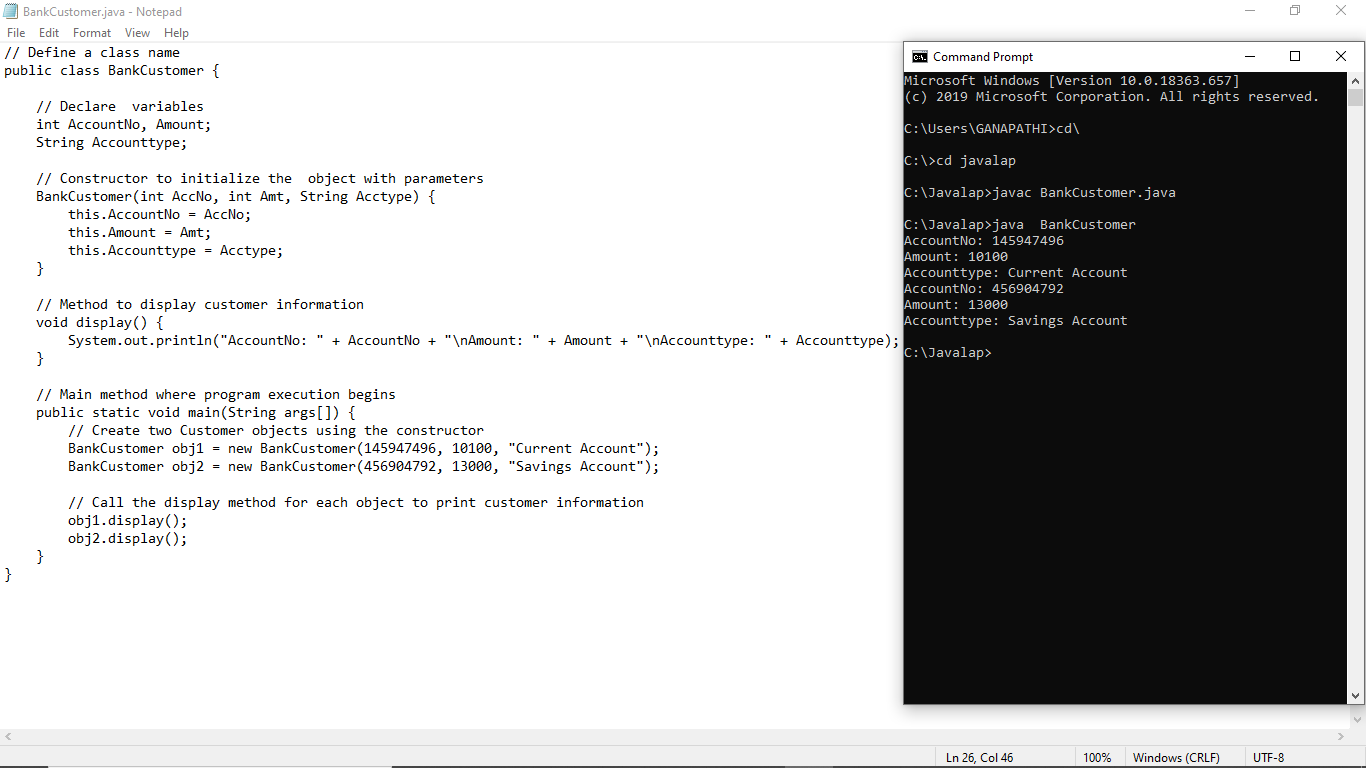 BankCustomer.java - Notepad
File Edit Format View Help
// Define a class name
public class BankCustomer {
// Declare  variables
int AccountNo, Amount;
String Accounttype;
// Constructor to initialize the  object with parameters
BankCustomer(int AccNo, int Amt, String Acctype) {
this.AccountNo = AccNo;
this.Amount = Amt;
this.Accounttype = Acctype;
}
// Method to display customer information
void display() {
System.out.println("AccountNo: " + AccountNo + "\nAmount: " + Amount + "\nAccounttype: " + Accounttype);
}
// Main method where program execution begins
public static void main(String args[]) {
// Create two Customer objects using the constructor
BankCustomer obj1 = new BankCustomer(145947496, 10100, "Current Account");
BankCustomer obj2 = new BankCustomer(456904792, 13000, "Savings Account");
// Call the display method for each object to print customer information
obj1.display();
obj2.display();
}
}
C:\.
Command Prompt
Microsoft Windows [Version 10.0.18363.657]
(c) 2019 Microsoft Corporation. All rights reserved.
C:\Users\GANAPATHI>cd\
C:\>cd javalap
C:\Javalap>javac BankCustomer.java
C:\Javalap>java  BankCustomer
AccountNo: 145947496
Amount: 10100
Accounttype: Current Account
AccountNo: 456904792
Amount: 13000
Accounttype: Savings Account
C:\Javalap>
Ln 26, Col 46 100% Windows (CRLF) UTF-8